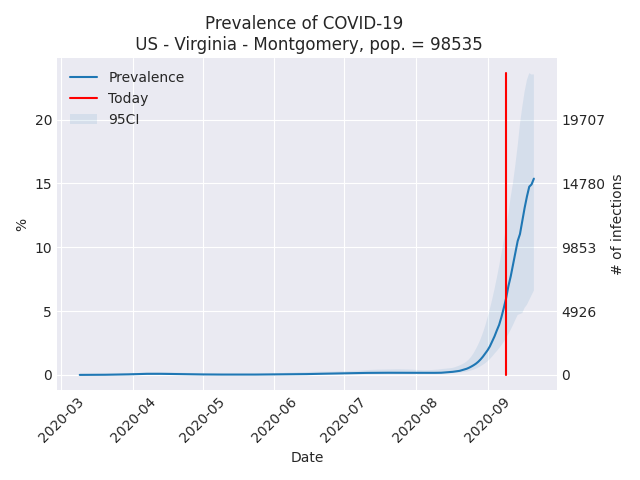 Prevalence of COVID-19
US - Virginia - Montgomery, pop. = 98535
Prevalence
Today
95CI
20
15
10
5
0
%
19707
14780
9853
4926
0
# of infections
2020-03
2020-04
2020-05
2020-06
2020-07
2020-08
2020-09
Date